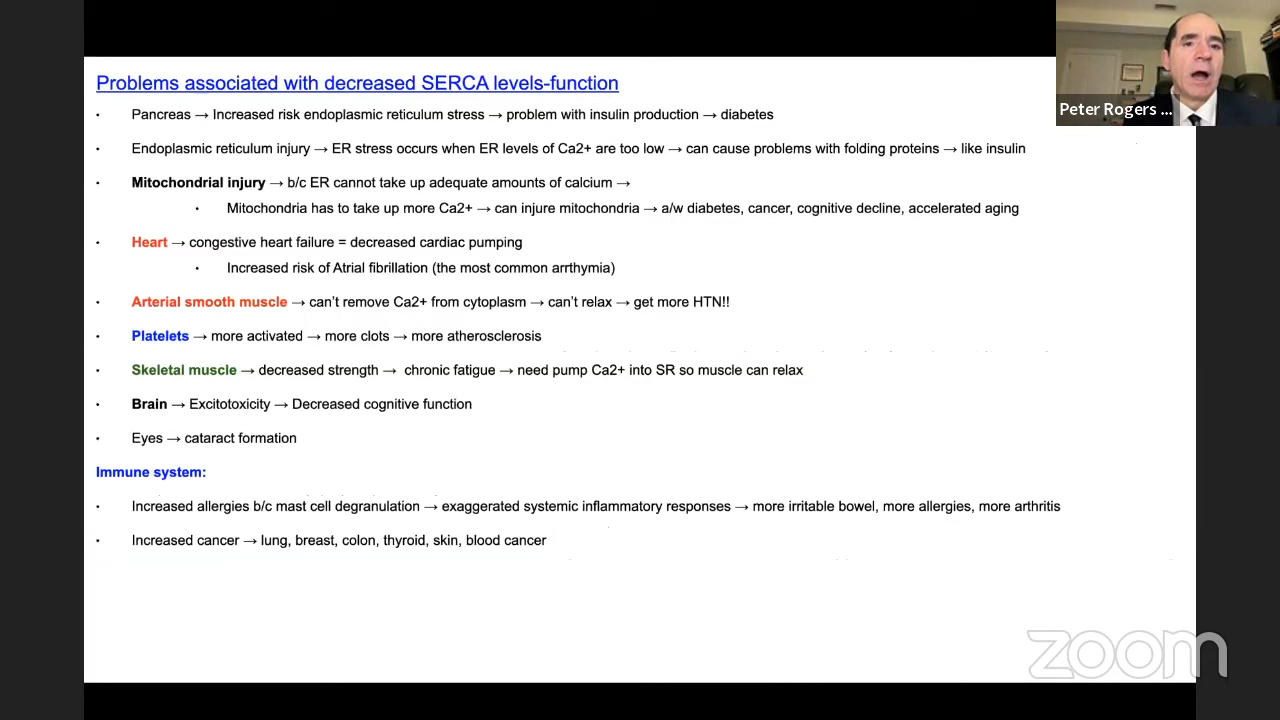 Problems associated with decreased SERCA levels-function
• Pancreas → Increased risk endoplasmic reticulum stress → problem with insulin production → diabetes
• Endoplasmic reticulum injury → ER stress occurs when ER levels of Ca2+ are too low → can cause problems with folding proteins → like insulin
• Mitochondrial injury → b/c ER cannot take up adequate amounts of calcium →
• Mitochondria has to take up more Ca2+ → can injure mitochondria → a/w diabetes, cancer, cognitive decline, accelerated aging
• Heart → congestive heart failure = decreased cardiac pumping
• Increased risk of Atrial fibrillation (the most common arrthymia)
• Arterial smooth muscle → can't remove Ca2+ from cytoplasm → can't relax → get more HTN!!
• Platelets → more activated → more clots → more atherosclerosis
• Skeletal muscle → decreased strength → chronic fatigue → need pump Ca2+ into SR so muscle can relax
• Brain → Excitotoxicity → Decreased cognitive function
• Eyes → cataract formation
Immune system:
• Increased allergies b/c mast cell degranulation → exaggerated systemic inflammatory responses → more irritable bowel, more allergies, more arthritis
• Increased cancer → lung, breast, colon, thyroid, skin, blood cancer
Peter Rogers ...
zoom